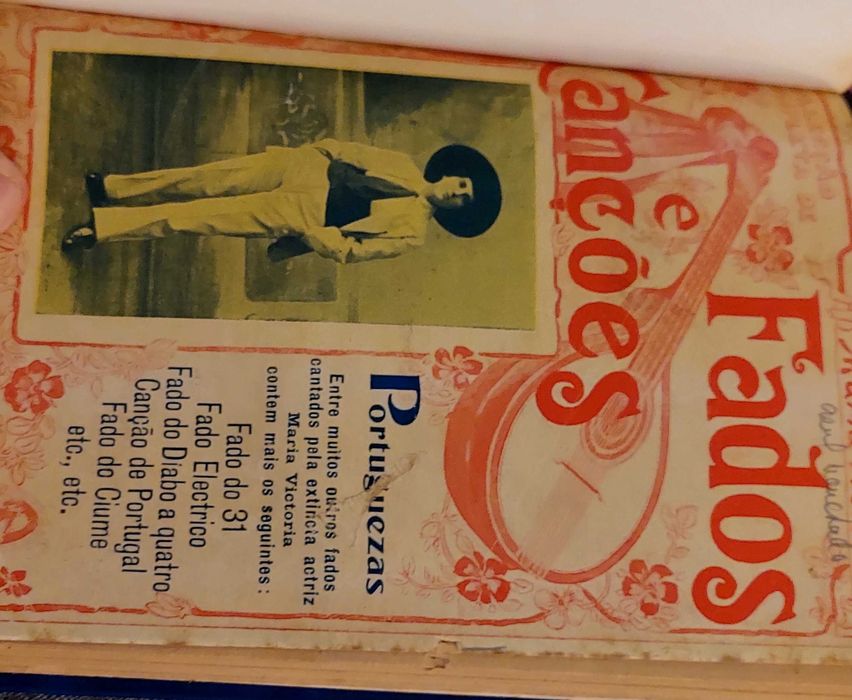 Fados
e
Canções
Portuguezas
Entre muitos outros fados
cantados pela extincta actriz
Maria Victoria
contem mais os seguintes:
Fado do 31
Fado Electrico
Fado do Diabo a quatro
Canção de Portugal
Fado do Ciume
etc., etc.